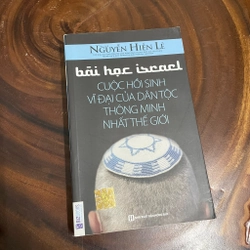 NGUYỄN HIẾN LÊ
bài học israel
CUỘC HỒI SINH
VĨ ĐẠI CỦA DÂN TỘC
THÔNG MINH
NHẤT THẾ GIỚI